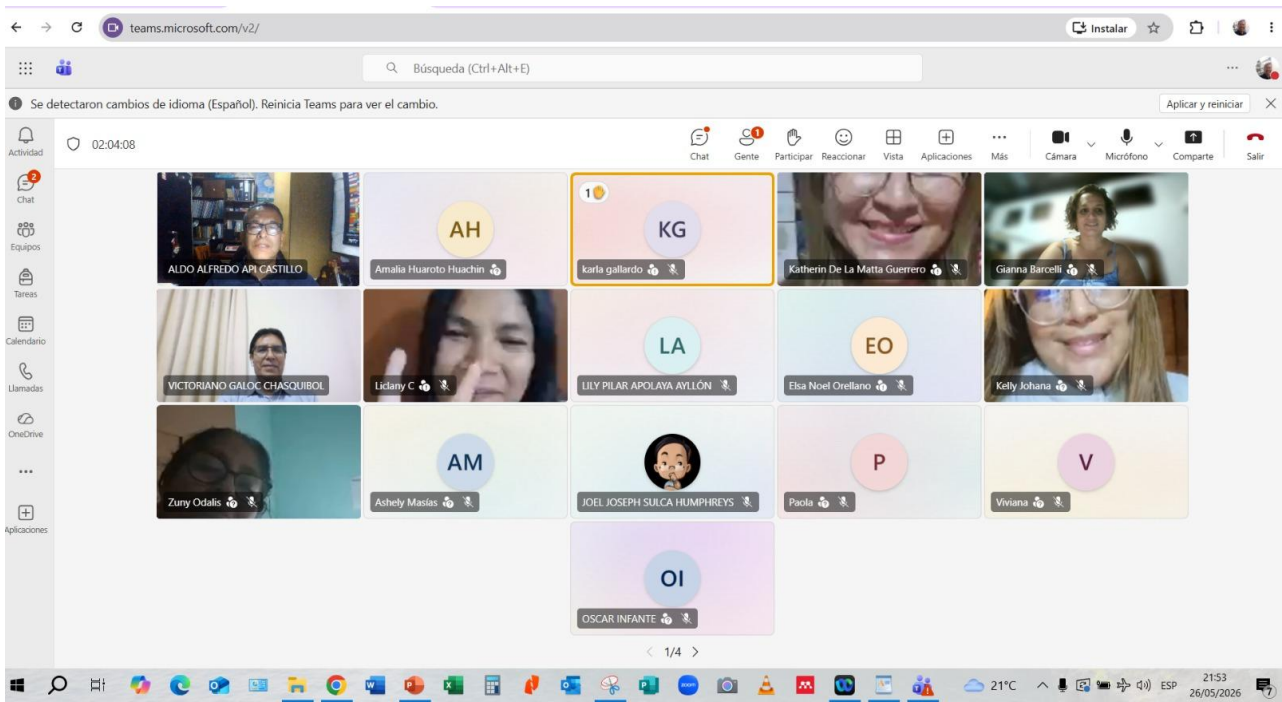 teams.microsoft.com/v2/
Instalar
Búsqueda (Ctrl+Alt+E)
Se detectaron cambios de idioma (Español). Reinicia Teams para ver el cambio.
Aplicar y reiniciar
02:04:08
Chat
Gente
1
Participar
Reaccionar
Vista
Aplicaciones
Más
Cámara
Micrófono
Comparte
Salir
Actividad
2
Chat
Equipos
Tareas
Calendario
Llamadas
OneDrive
Aplicaciones
ALDO ALFREDO API CASTILLO
AH
Amalia Huaroto Huachin
1
KG
karla gallardo
Katherin De La Matta Guerrero
Gianna Barcelli
VICTORIANO GALOC CHASQUIBOL
Liclany C
LA
LILY PILAR APOLAYA AYLLÓN
EO
Elsa Noel Orellano
Kelly Johana
Zuny Odalis
AM
Ashely Masías
JOEL JOSEPH SULCA HUMPHREYS
P
Paola
V
Viviana
OI
OSCAR INFANTE
1/4
21°C
ESP
21:53
26/05/2026
7